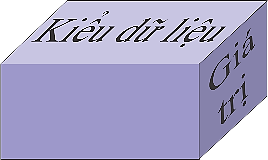 Kiểu dữ liệu
Giá
trị